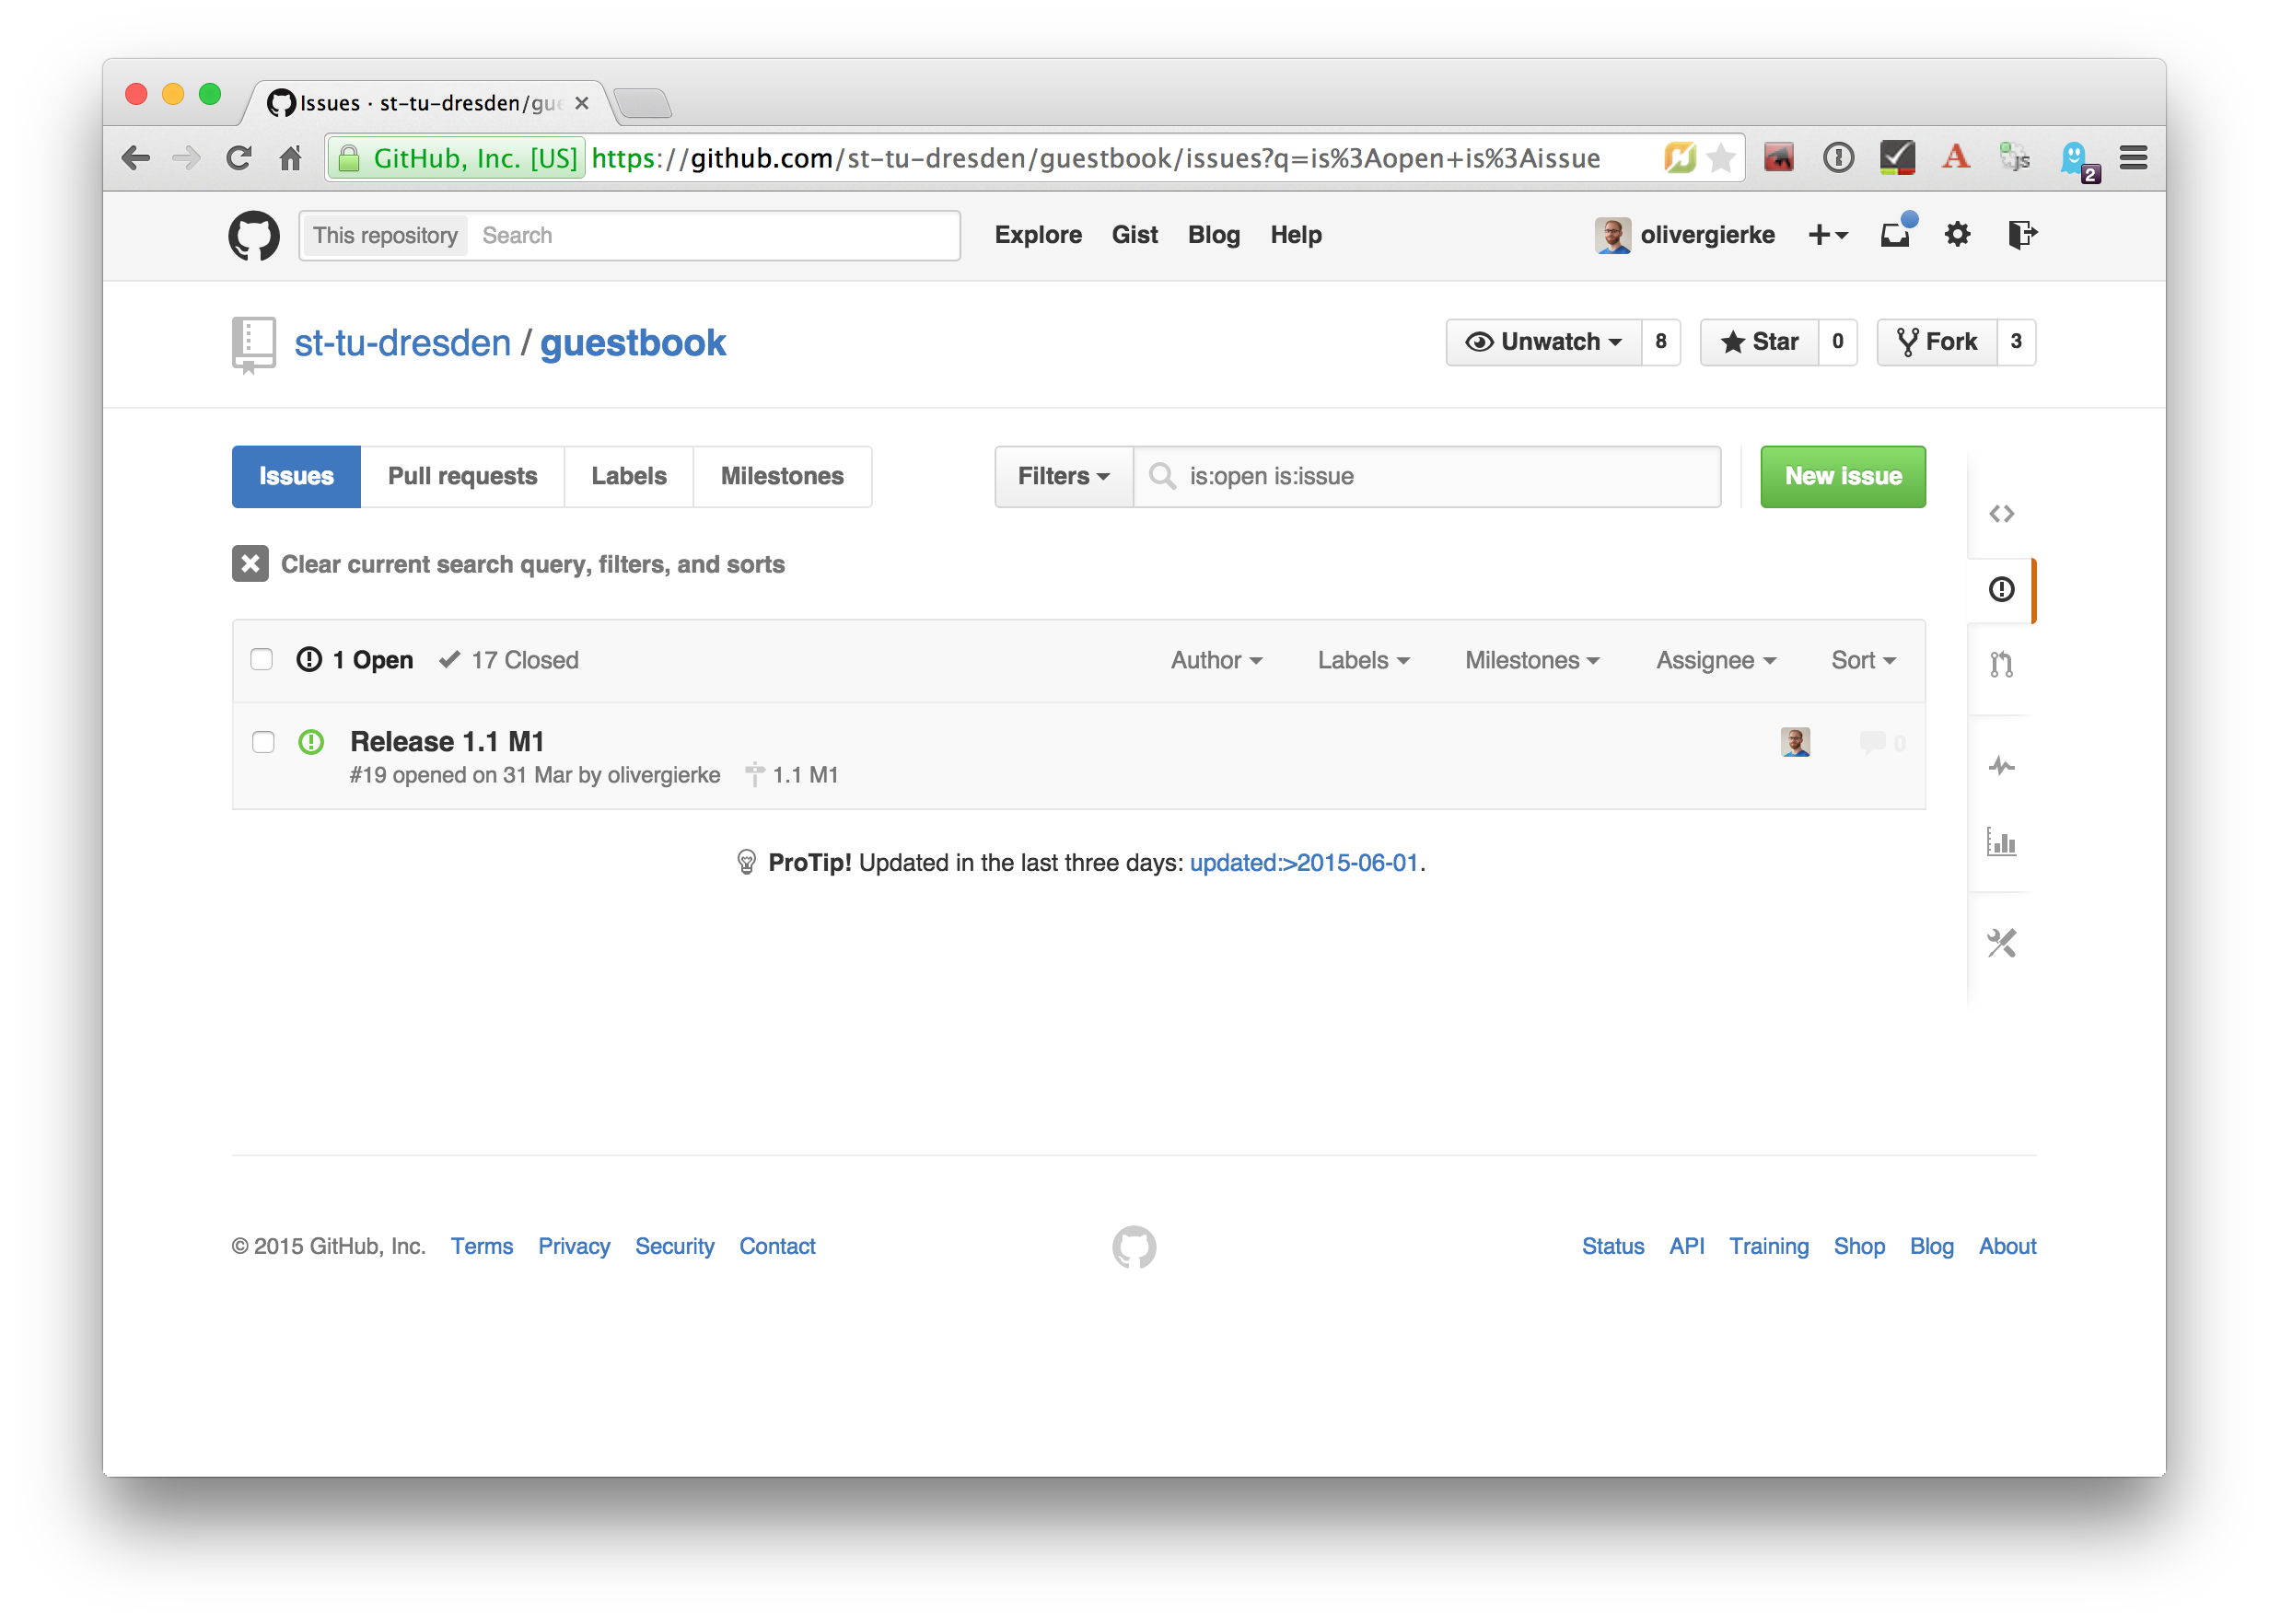 Issues · st-tu-dresden/gue
GitHub, Inc. [US] https://github.com/st-tu-dresden/guestbook/issues?q=is%3Aopen+is%3Aissue
A js 2
This repository Search Explore Gist Blog Help olivergierke
st-tu-dresden / guestbook Unwatch 8 Star 0 Fork 3
Issues Pull requests Labels Milestones Filters is:open is:issue New issue
Clear current search query, filters, and sorts
1 Open 17 Closed Author Labels Milestones Assignee Sort
Release 1.1 M1 0
#19 opened on 31 Mar by olivergierke 1.1 M1
ProTip! Updated in the last three days: updated:>2015-06-01.
© 2015 GitHub, Inc. Terms Privacy Security Contact Status API Training Shop Blog About